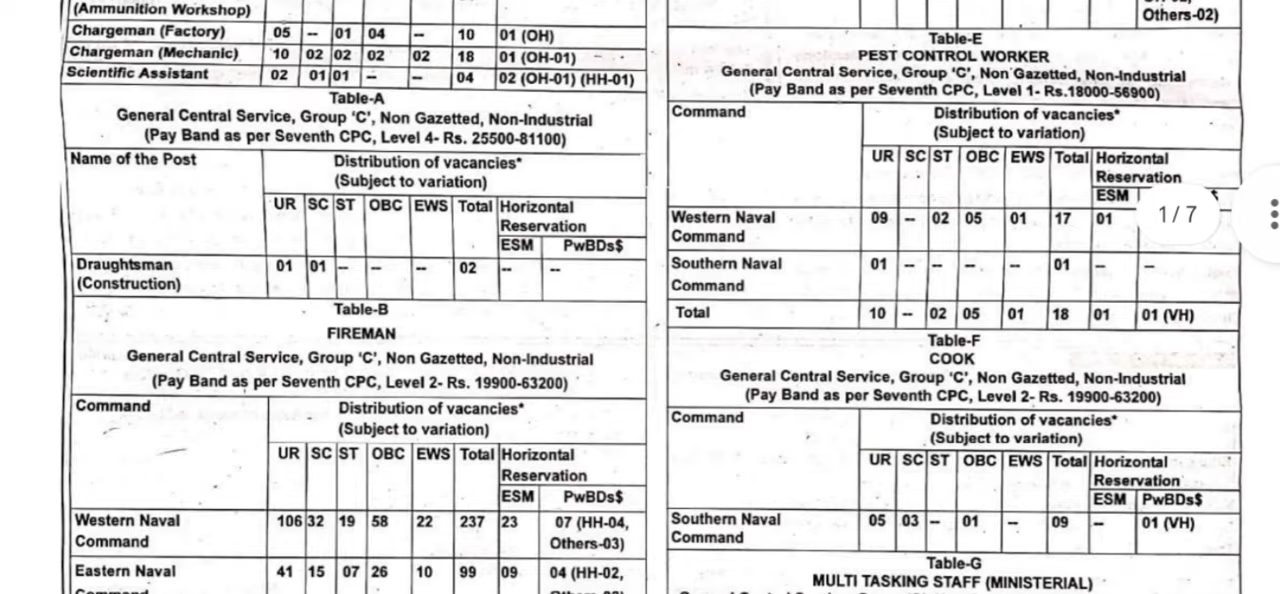 (Ammunition Workshop)
Chargeman (Factory) 05 -- 01 04 -- 10 01 (OH)
Chargeman (Mechanic) 10 02 02 02 02 18 01 (OH-01)
Scientific Assistant 02 01 01 -- -- 04 02 (OH-01) (HH-01)
Table-A
General Central Service, Group ‘C’, Non Gazetted, Non-Industrial
(Pay Band as per Seventh CPC, Level 4- Rs. 25500-81100)
Name of the Post Distribution of vacancies*
(Subject to variation)
UR SC ST OBC EWS Total Horizontal
Reservation
ESM PwBDs$
Draughtsman 01 01 -- -- -- 02 -- --
(Construction)
Table-B
FIREMAN
General Central Service, Group ‘C’, Non Gazetted, Non-Industrial
(Pay Band as per Seventh CPC, Level 2- Rs. 19900-63200)
Command Distribution of vacancies*
(Subject to variation)
UR SC ST OBC EWS Total Horizontal
Reservation
ESM PwBDs$
Western Naval 106 32 19 58 22 237 23 07 (HH-04,
Command Others-03)
Eastern Naval 41 15 07 26 10 99 09 04 (HH-02,
Others-02)
Table-E
PEST CONTROL WORKER
General Central Service, Group ‘C’, Non Gazetted, Non-Industrial
(Pay Band as per Seventh CPC, Level 1- Rs.18000-56900)
Command Distribution of vacancies*
(Subject to variation)
UR SC ST OBC EWS Total Horizontal
Reservation
ESM
1/7
Western Naval 09 -- 02 05 01 17 01
Command
Southern Naval 01 -- -- -- -- 01 -- --
Command
Total 10 -- 02 05 01 18 01 01 (VH)
Table-F
COOK
General Central Service, Group ‘C’, Non Gazetted, Non-Industrial
(Pay Band as per Seventh CPC, Level 2- Rs. 19900-63200)
Command Distribution of vacancies*
(Subject to variation)
UR SC ST OBC EWS Total Horizontal
Reservation
ESM PwBDs$
Southern Naval 05 03 -- 01 -- 09 -- 01 (VH)
Command
Table-G
MULTI TASKING STAFF (MINISTERIAL)